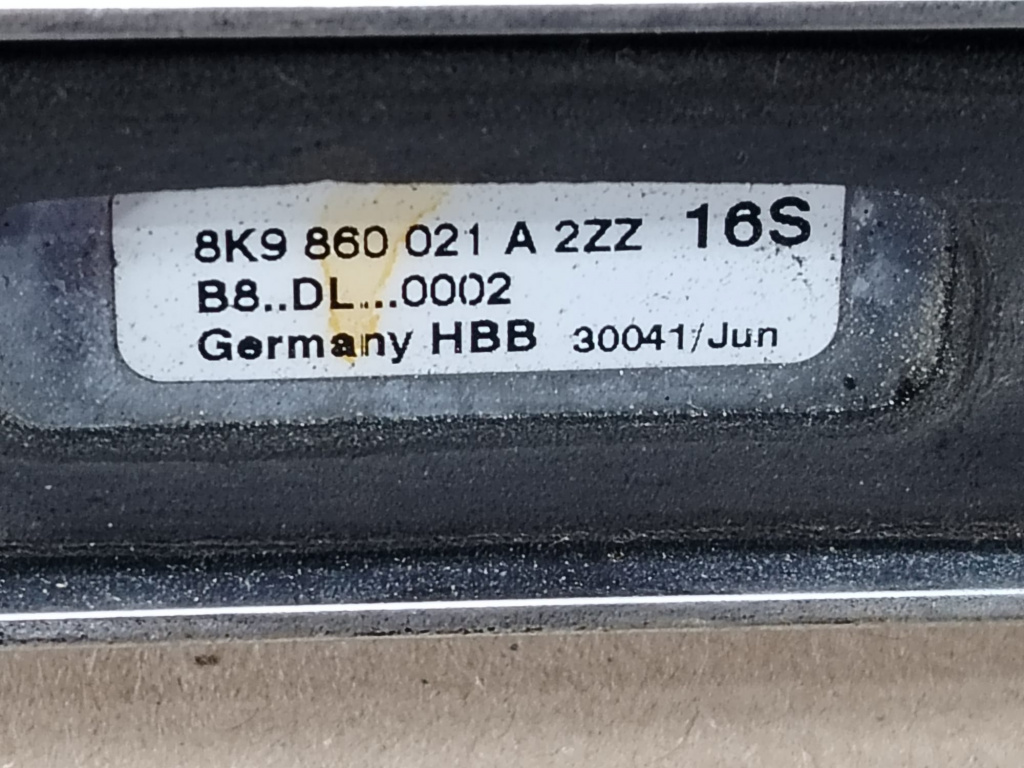 8K9 860 021 A 2ZZ 16S
B8..DL...0002
Germany HBB 30041/Jun